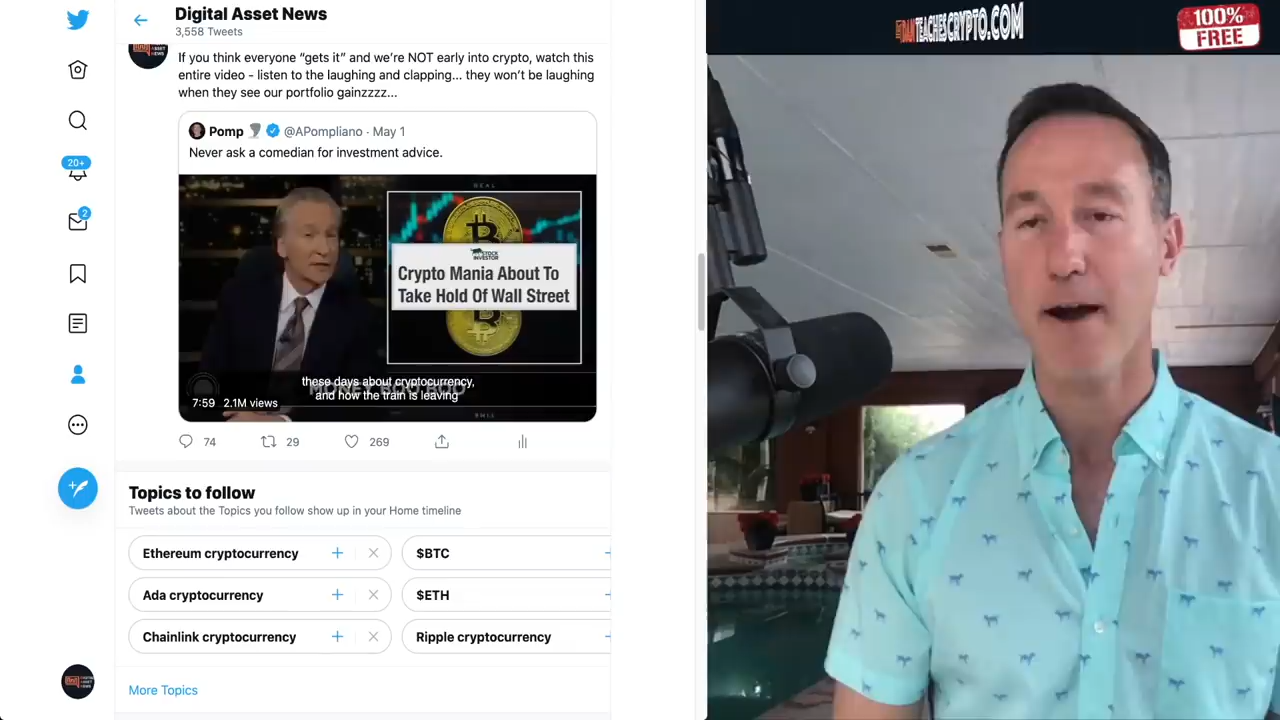 Digital Asset News
3,558 Tweets
If you think everyone “gets it” and we’re NOT early into crypto, watch this
entire video - listen to the laughing and clapping... they won’t be laughing
when they see our portfolio gainzzzz...
Pomp @APompliano · May 1
Never ask a comedian for investment advice.
REAL
STOCK
INVESTOR
Crypto Mania About To
Take Hold Of Wall Street
these days about cryptocurrency,
and how the train is leaving
7:59 2.1M views
74 29 269
20+
2
Topics to follow
Tweets about the Topics you follow show up in your Home timeline
Ethereum cryptocurrency
$BTC
Ada cryptocurrency
$ETH
Chainlink cryptocurrency
Ripple cryptocurrency
More Topics
DANTEACHESCRYPTO.COM
100%
FREE